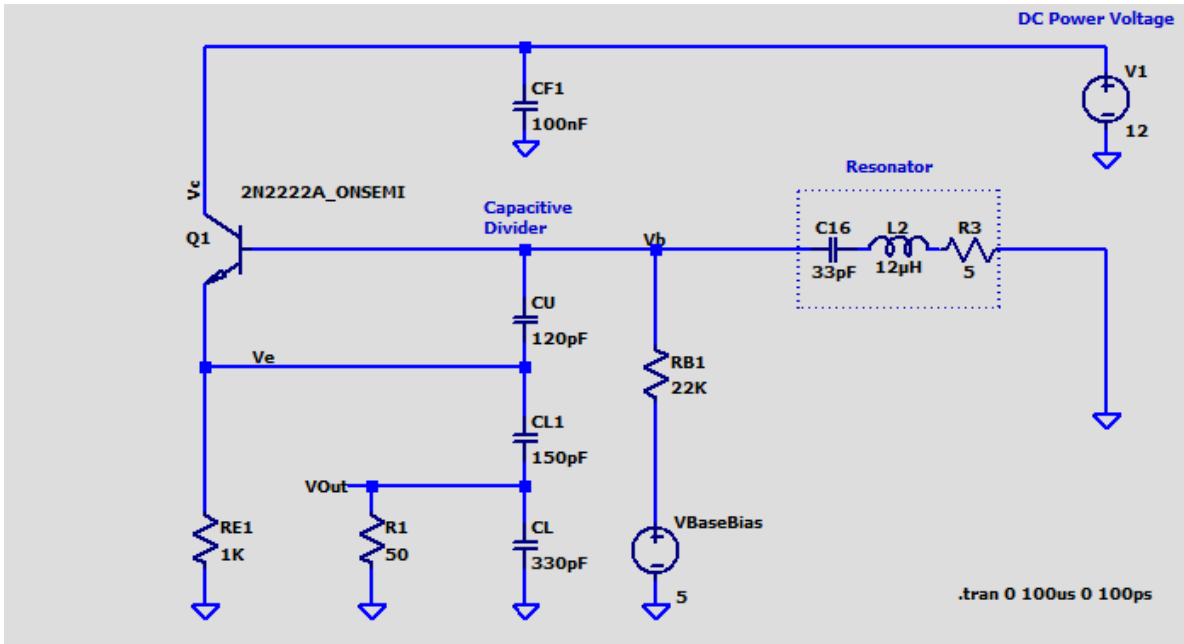 DC Power Voltage
V1
12
CF1
100nF
Vc
2N2222A_ONSEMI
Q1
Capacitive
Divider
Resonator
Vb
C16
33pF
L2
12µH
R3
5
CU
120pF
Ve
RB1
22K
CL1
150pF
VOut
RE1
1K
R1
50
CL
330pF
VBaseBias
5
.tran 0 100us 0 100ps